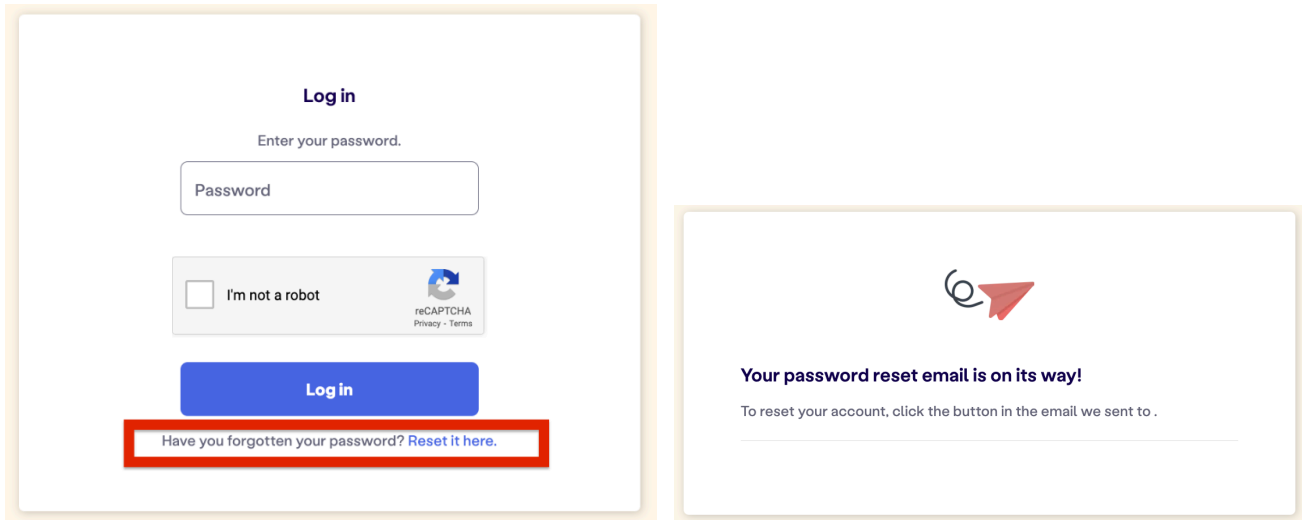 Log in
Enter your password.
Password
I'm not a robot
reCAPTCHA
Privacy - Terms
Log in
Have you forgotten your password? Reset it here.
Your password reset email is on its way!
To reset your account, click the button in the email we sent to .